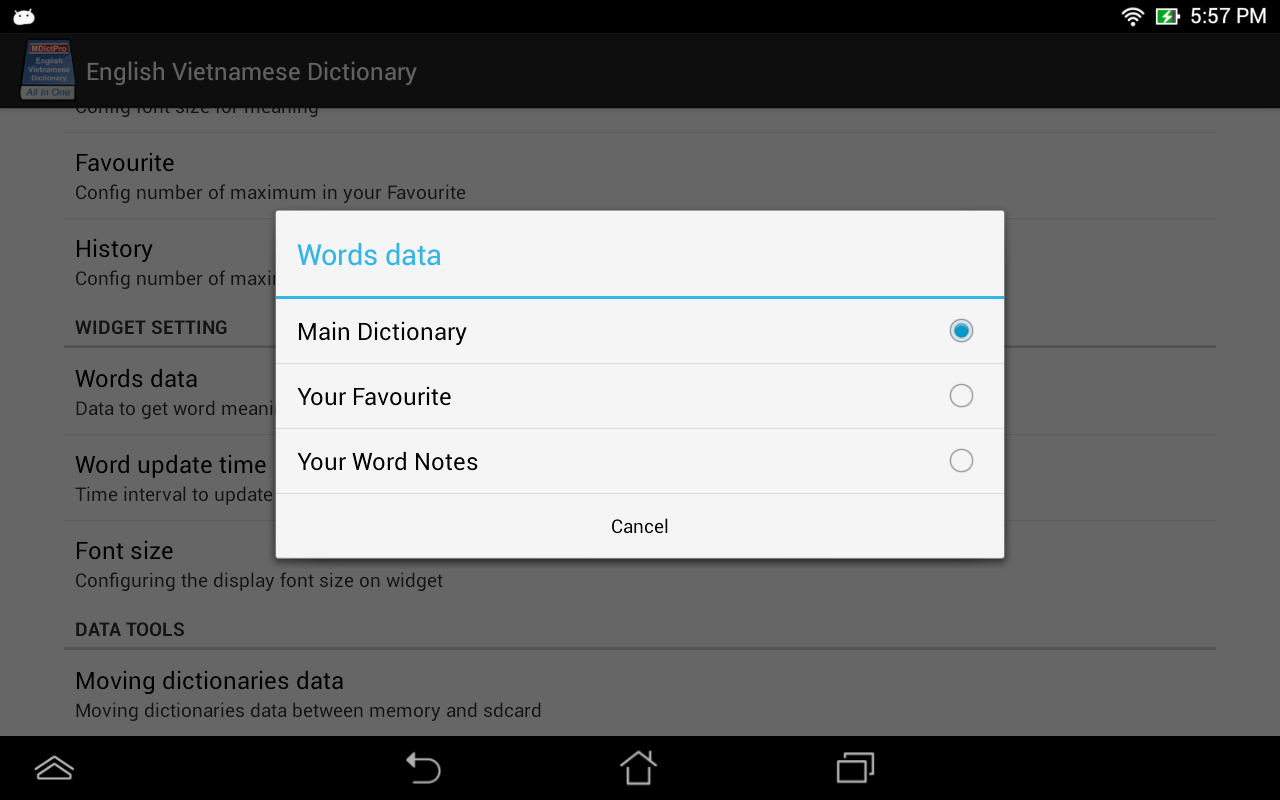 5:57 PM
MDictPro
English
Vietnamese
Dictionary
All In One
English Vietnamese Dictionary
Config font size for meaning
Favourite
Config number of maximum in your Favourite
History
Config number of maxi
WIDGET SETTING
Words data
Data to get word meani
Word update time
Time interval to update
Font size
Configuring the display font size on widget
DATA TOOLS
Moving dictionaries data
Moving dictionaries data between memory and sdcard
Words data
Main Dictionary
Your Favourite
Your Word Notes
Cancel